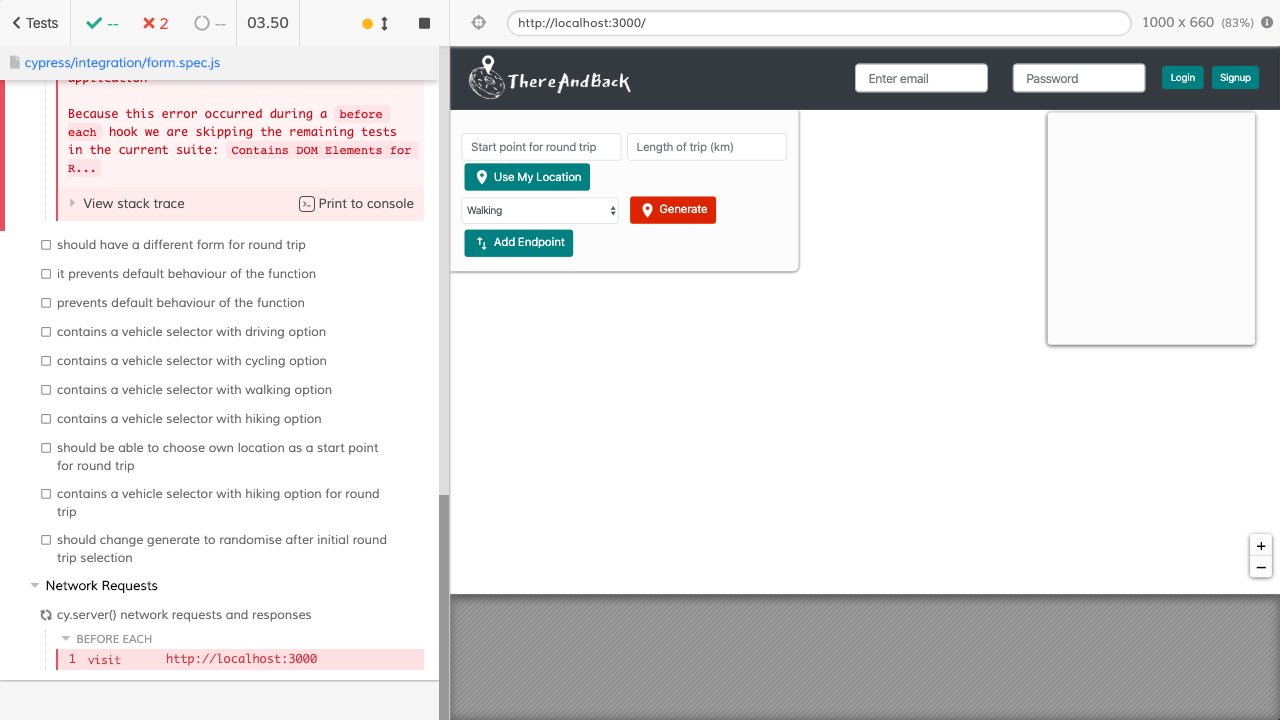 Tests
--
2
--
03.50
http://localhost:3000/
1000 x 660 (83%)
cypress/integration/form.spec.js
application
Because this error occurred during a before
each hook we are skipping the remaining tests
in the current suite: Contains DOM Elements for
R...
View stack trace
Print to console
should have a different form for round trip
it prevents default behaviour of the function
prevents default behaviour of the function
contains a vehicle selector with driving option
contains a vehicle selector with cycling option
contains a vehicle selector with walking option
contains a vehicle selector with hiking option
should be able to choose own location as a start point
for round trip
contains a vehicle selector with hiking option for round
trip
should change generate to randomise after initial round
trip selection
Network Requests
cy.server() network requests and responses
BEFORE EACH
1 visit http://localhost:3000
ThereAndBack
Enter email
Password
Login
Signup
Start point for round trip
Length of trip (km)
Use My Location
Walking
Generate
Add Endpoint
+
−